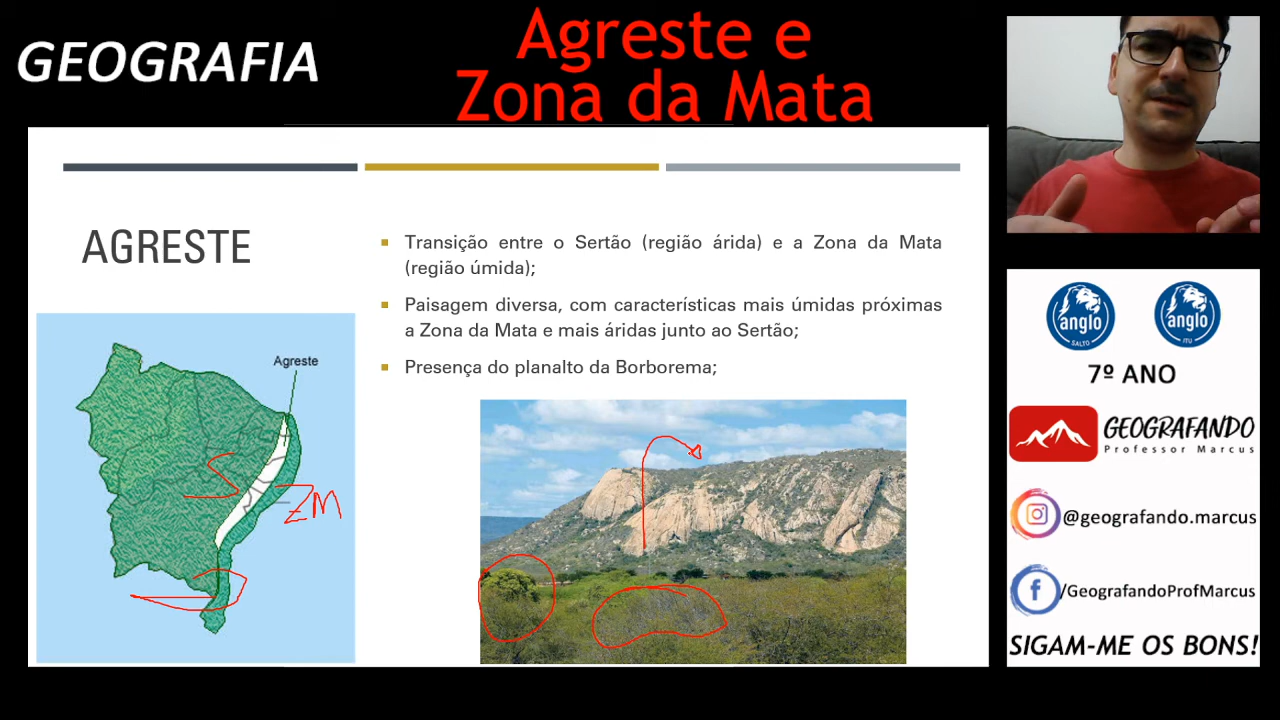 GEOGRAFIA
Agreste e
Zona da Mata
AGRESTE
Transição entre o Sertão (região árida) e a Zona da Mata
(região úmida);
Paisagem diversa, com características mais úmidas próximas
a Zona da Mata e mais áridas junto ao Sertão;
Presença do planalto da Borborema;
Agreste
S
ZM
anglo
SALTO
anglo
ITU
7º ANO
GEOGRAFANDO
Professor Marcus
@geografando.marcus
/GeografandoProfMarcus
SIGAM-ME OS BONS!